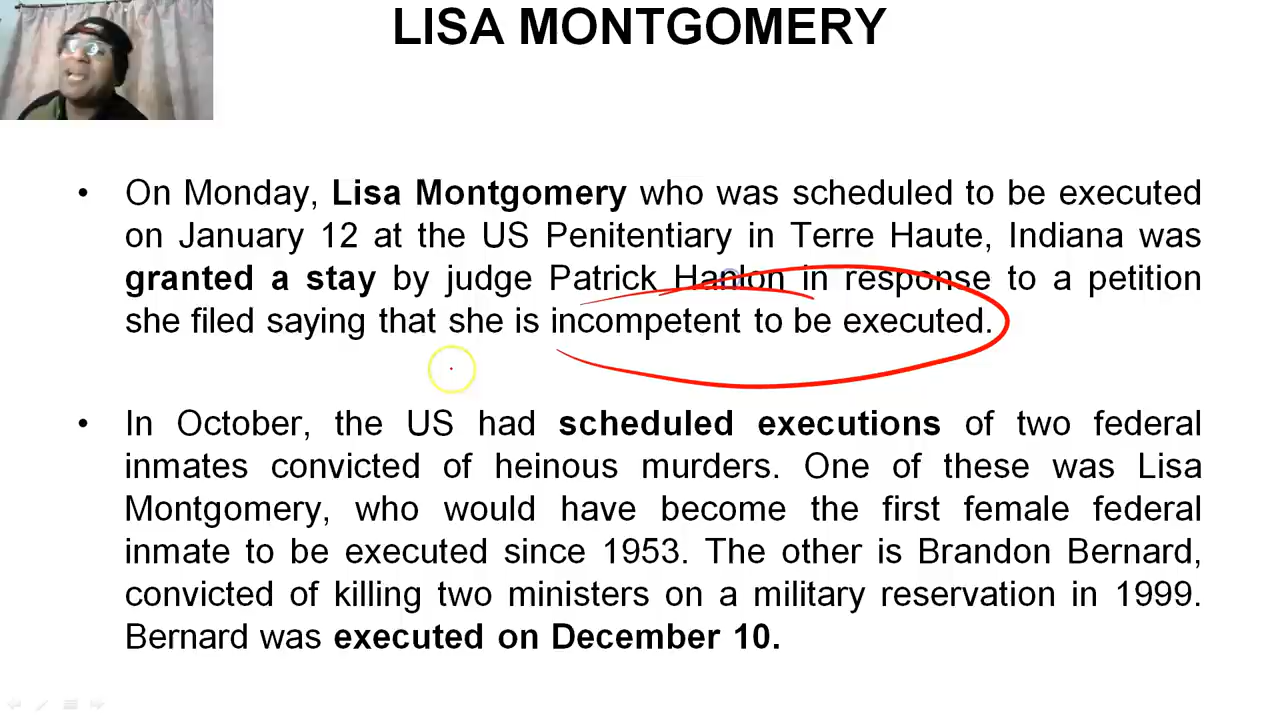 LISA MONTGOMERY
• On Monday, Lisa Montgomery who was scheduled to be executed
on January 12 at the US Penitentiary in Terre Haute, Indiana was
granted a stay by judge Patrick Hanlon in response to a petition
she filed saying that she is incompetent to be executed.
• In October, the US had scheduled executions of two federal
inmates convicted of heinous murders. One of these was Lisa
Montgomery, who would have become the first female federal
inmate to be executed since 1953. The other is Brandon Bernard,
convicted of killing two ministers on a military reservation in 1999.
Bernard was executed on December 10.